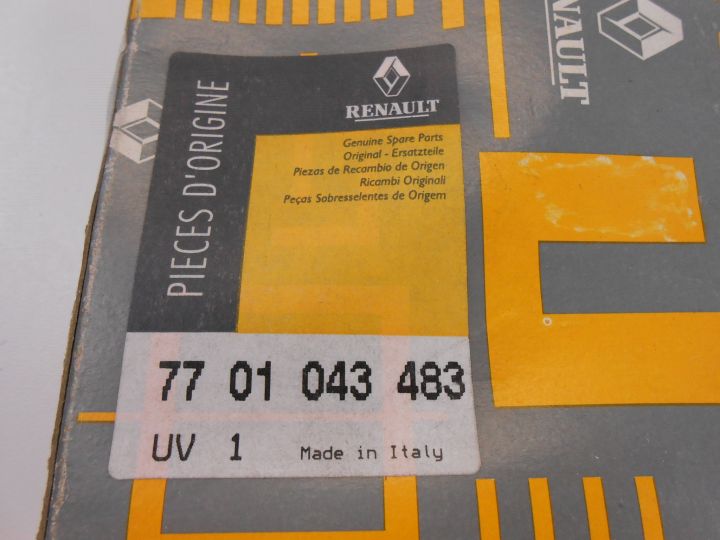 PIECES D'ORIGINE
RENAULT
Genuine Spare Parts
Original - Ersatzteile
Piezas de Recambio de Origen
Ricambi Originali
Peças Sobresselentes de Origem
77 01 043 483
UV 1 Made in Italy
RENAULT